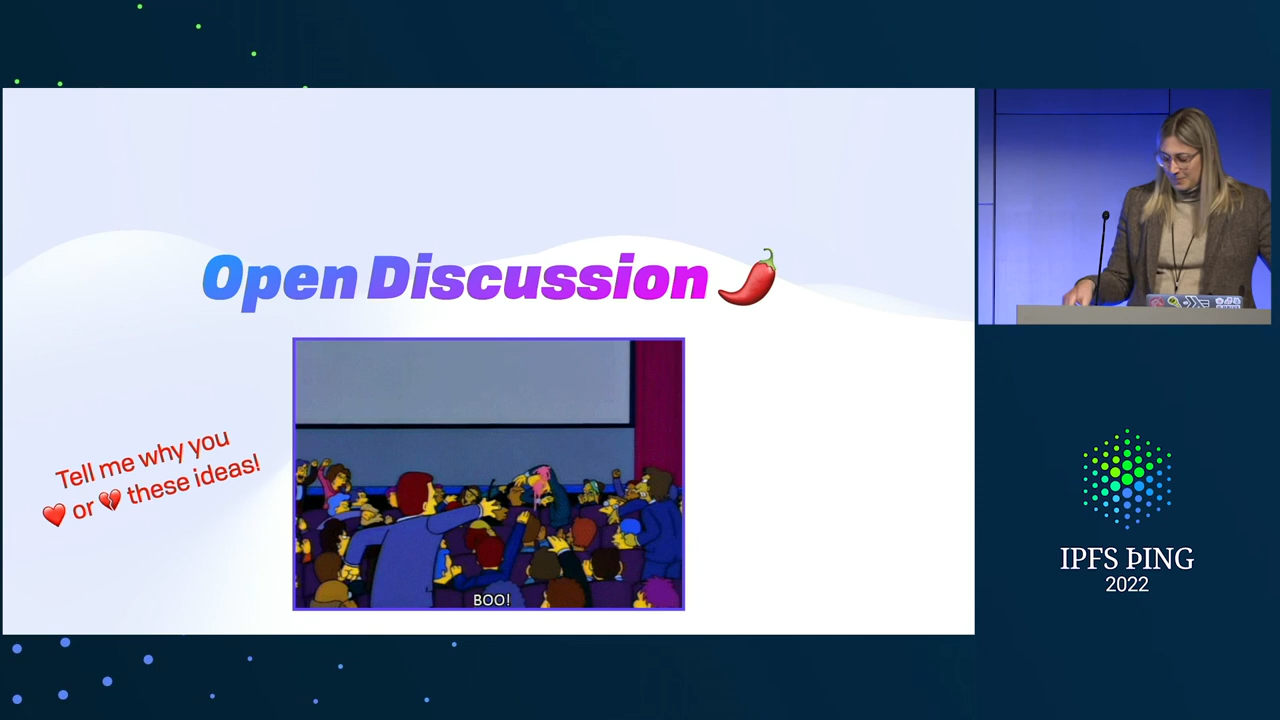 Open Discussion 🌶️
Tell me why you
❤️ or 💔 these ideas!
BOO!
IPFS ÞING
2022